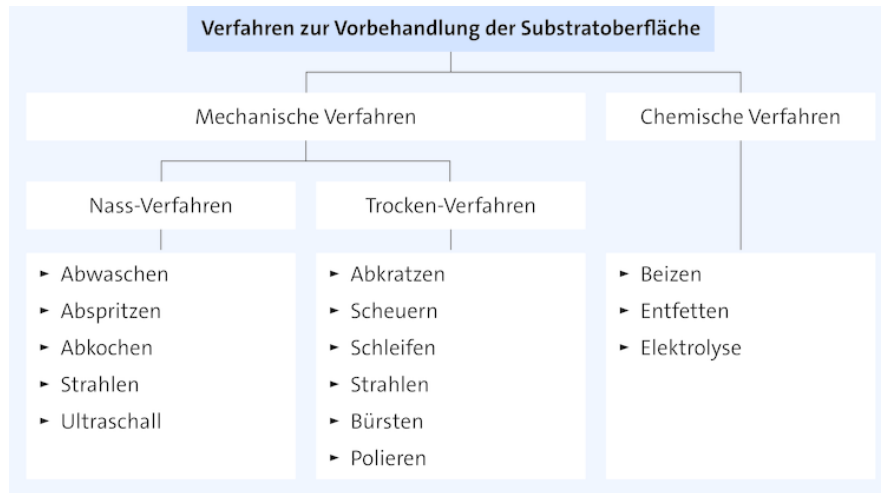 Verfahren zur Vorbehandlung der Substratoberfläche
Mechanische Verfahren
Chemische Verfahren
Nass-Verfahren
Trocken-Verfahren
► Abwaschen
► Abspritzen
► Abkochen
► Strahlen
► Ultraschall
► Abkratzen
► Scheuern
► Schleifen
► Strahlen
► Bürsten
► Polieren
► Beizen
► Entfetten
► Elektrolyse